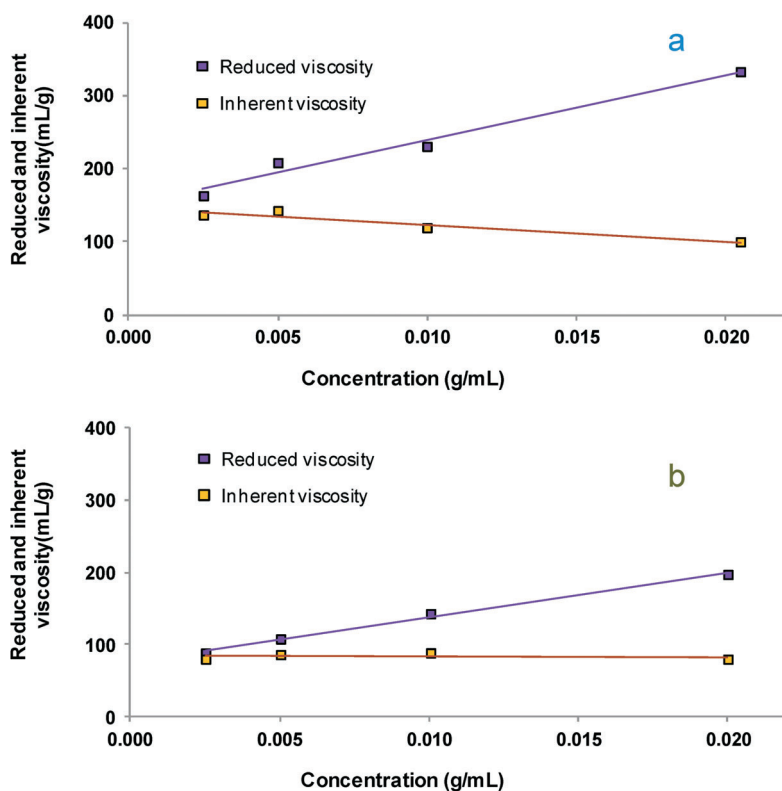 a
Reduced viscosity
Inherent viscosity
Reduced and inherent
viscosity(mL/g)
400
300
200
100
0
0.000 0.005 0.010 0.015 0.020
Concentration (g/mL)
b
Reduced viscosity
Inherent viscosity
Reduced and inherent
viscosity(mL/g)
400
300
200
100
0
0.000 0.005 0.010 0.015 0.020
Concentration (g/mL)